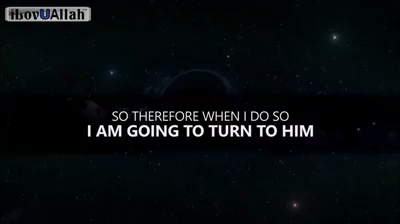 iLovUAllah
SO THEREFORE WHEN I DO SO
I AM GOING TO TURN TO HIM